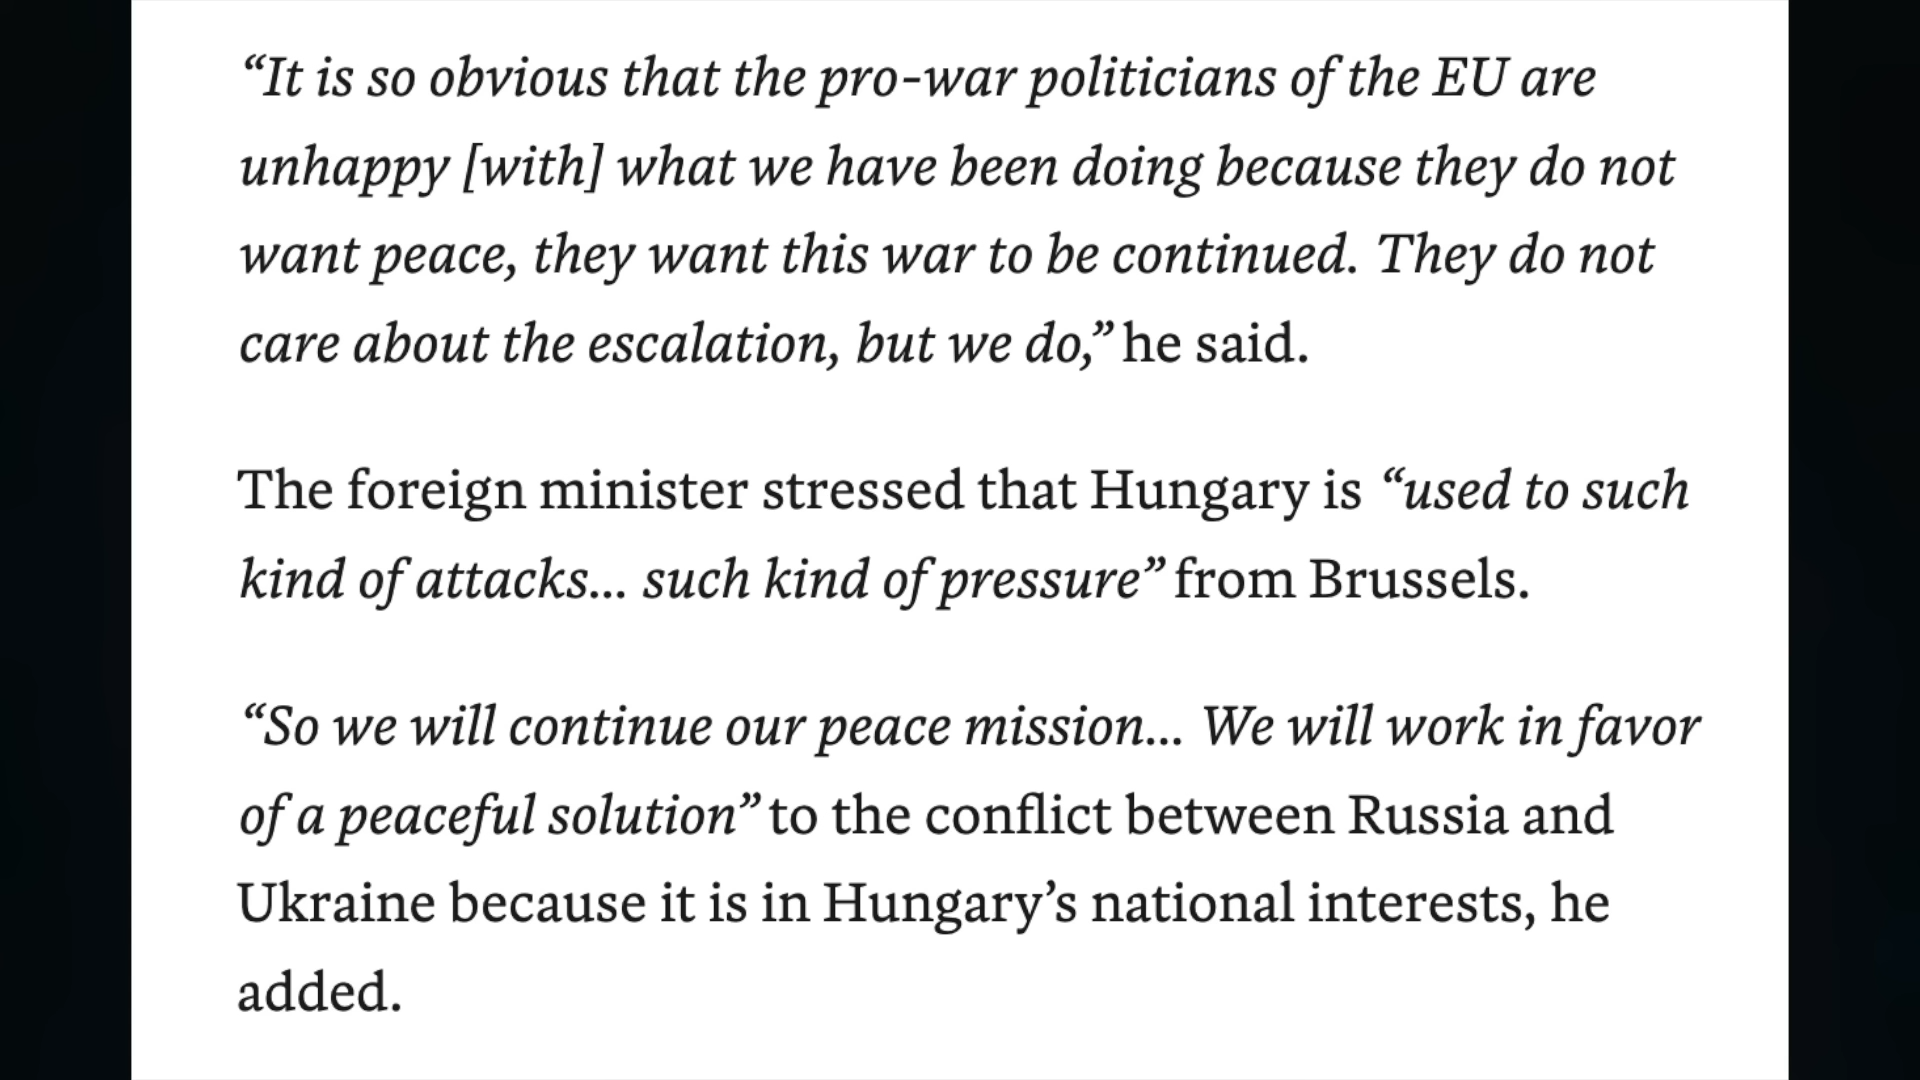 “It is so obvious that the pro-war politicians of the EU are
unhappy [with] what we have been doing because they do not
want peace, they want this war to be continued. They do not
care about the escalation, but we do,” he said.
The foreign minister stressed that Hungary is “used to such
kind of attacks... such kind of pressure” from Brussels.
“So we will continue our peace mission... We will work in favor
of a peaceful solution” to the conflict between Russia and
Ukraine because it is in Hungary’s national interests, he
added.